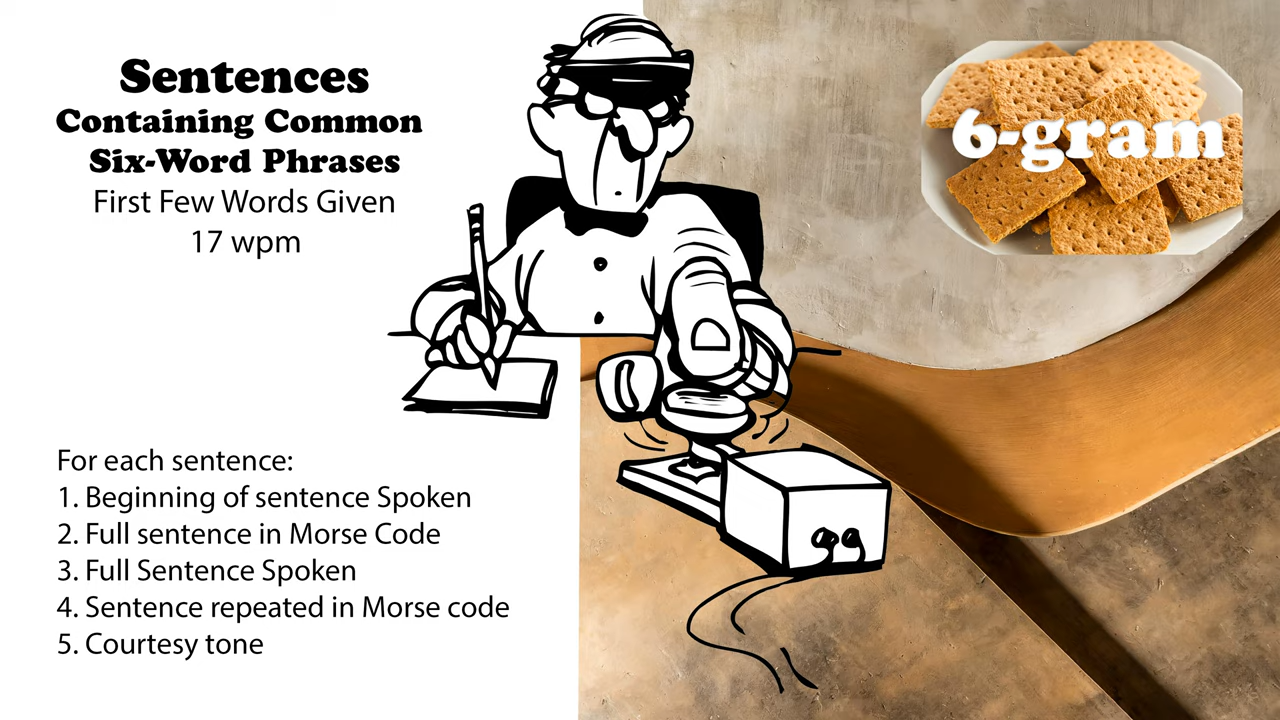 Sentences
Containing Common
Six-Word Phrases
First Few Words Given
17 wpm
6-gram
For each sentence:
1. Beginning of sentence Spoken
2. Full sentence in Morse Code
3. Full Sentence Spoken
4. Sentence repeated in Morse code
5. Courtesy tone